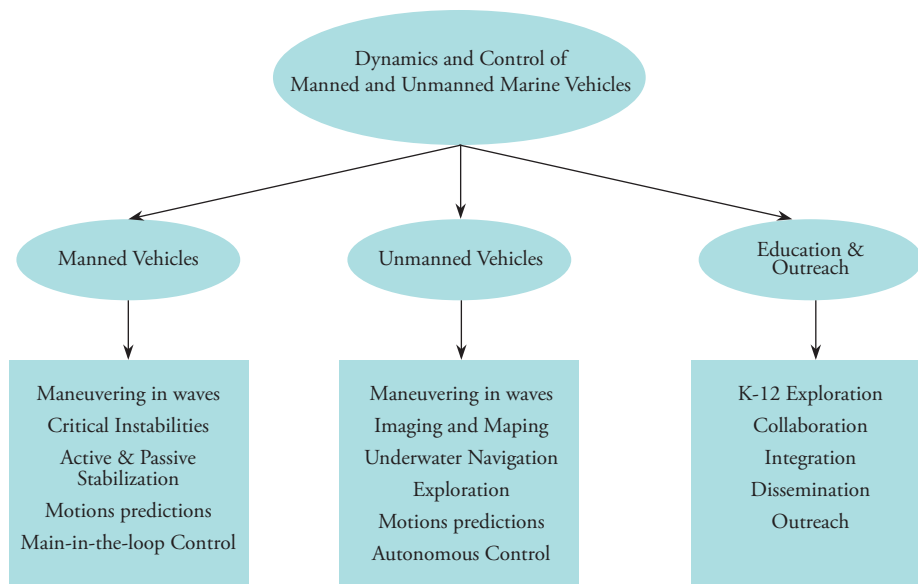 Dynamics and Control of
Manned and Unmanned Marine Vehicles
Manned Vehicles
Unmanned Vehicles
Education &
Outreach
Maneuvering in waves
Critical Instabilities
Active & Passive
Stabilization
Motions predictions
Main-in-the-loop Control
Maneuvering in waves
Imaging and Maping
Underwater Navigation
Exploration
Motions predictions
Autonomous Control
K-12 Exploration
Collaboration
Integration
Dissemination
Outreach